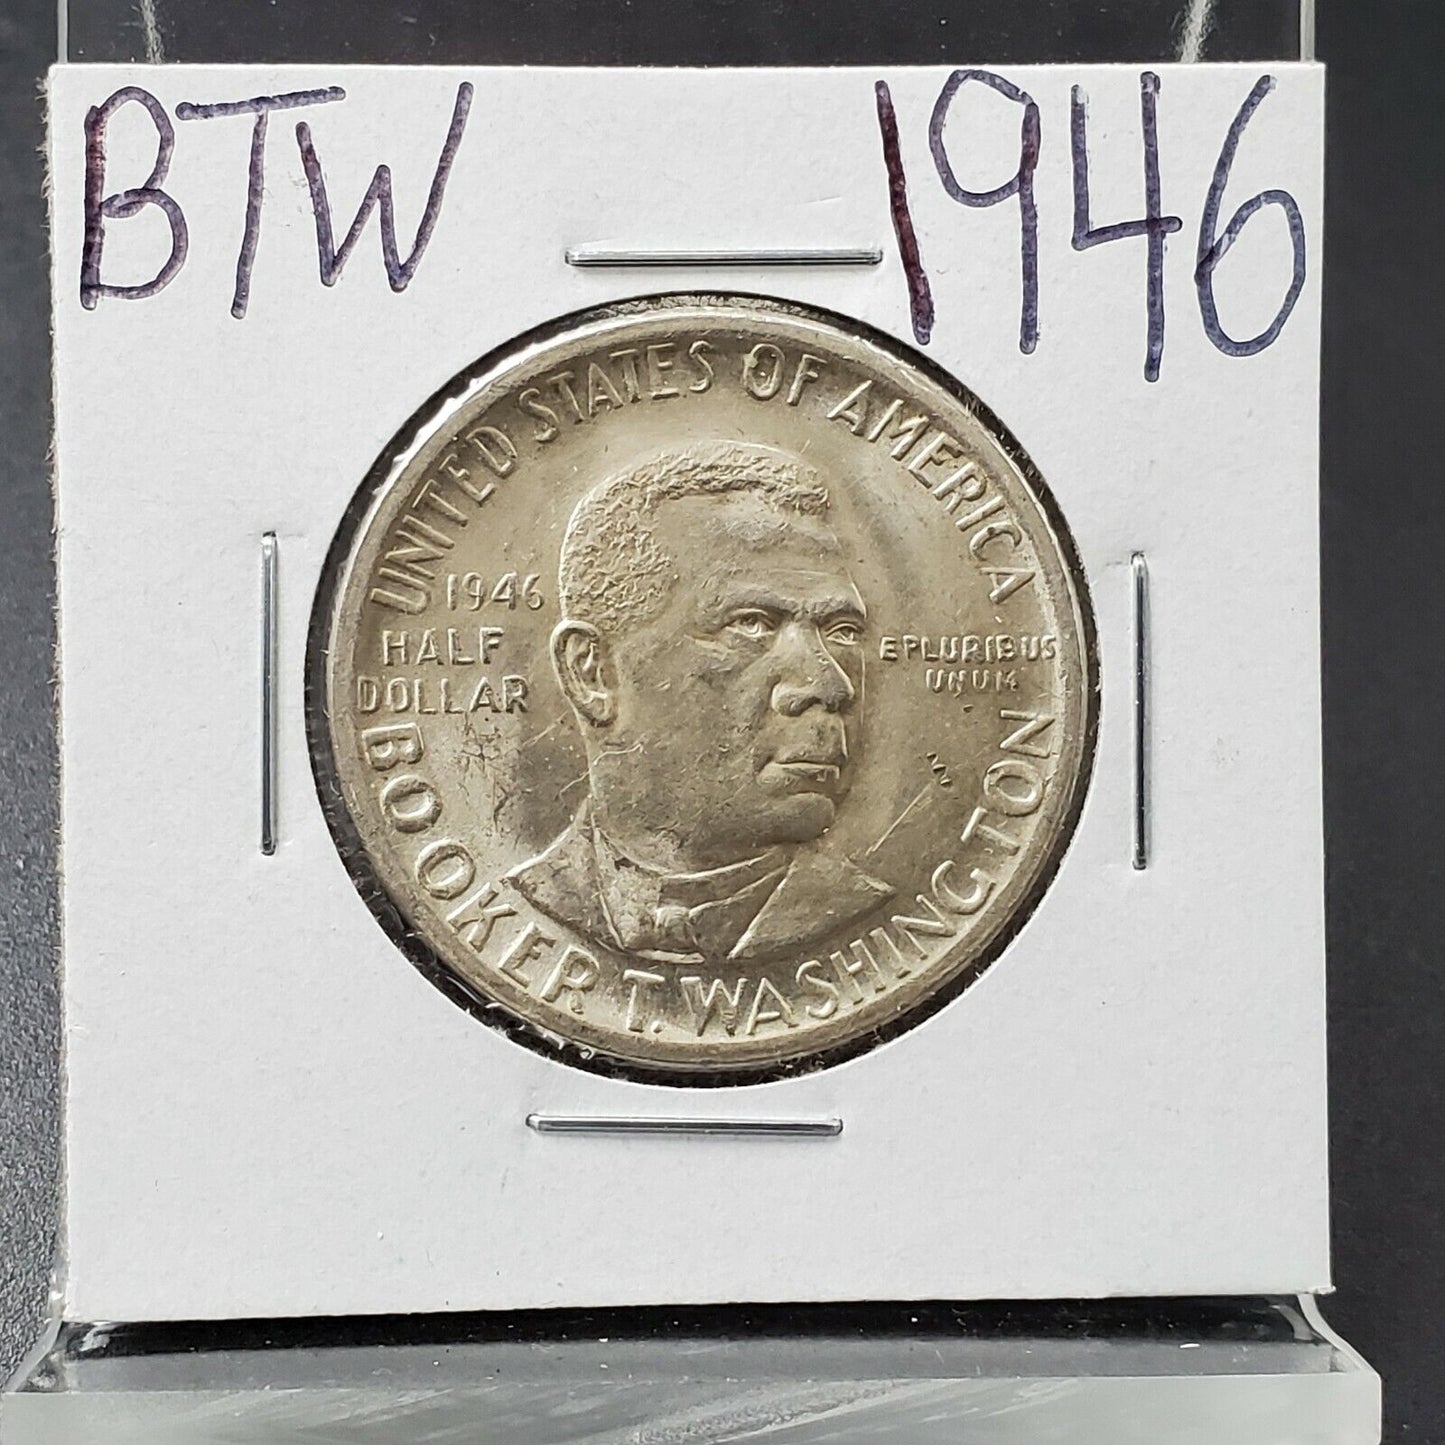 BTW 1946
UNITED STATES OF AMERICA
1946
HALF
DOLLAR
E PLURIBUS
UNUM
BOOKER T. WASHINGTON